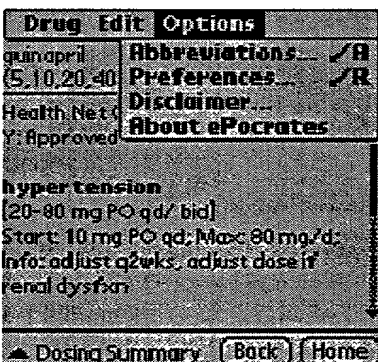 Drug Edit Options
quinapril
(5,10,20,40
Abbreviations... ⁄A
Preferences... ⁄R
Disclaimer...
About ePocrates
Health Net
Y: Approved
hypertension
[20-80 mg PO qd/ bid]
Start: 10 mg PO qd; Max: 80 mg/d;
Info: adjust q2wks, adjust dose if
renal dysfxn
Dosing Summary Back Home